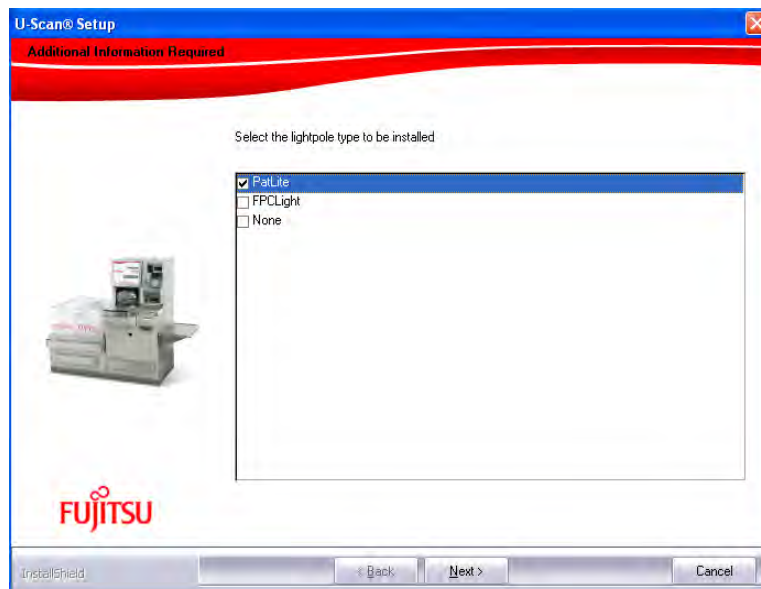 U-Scan® Setup
Additional Information Required
Select the lightpole type to be installed
PatLite
FPCLight
None
FUJITSU
InstallShield
< Back
Next >
Cancel